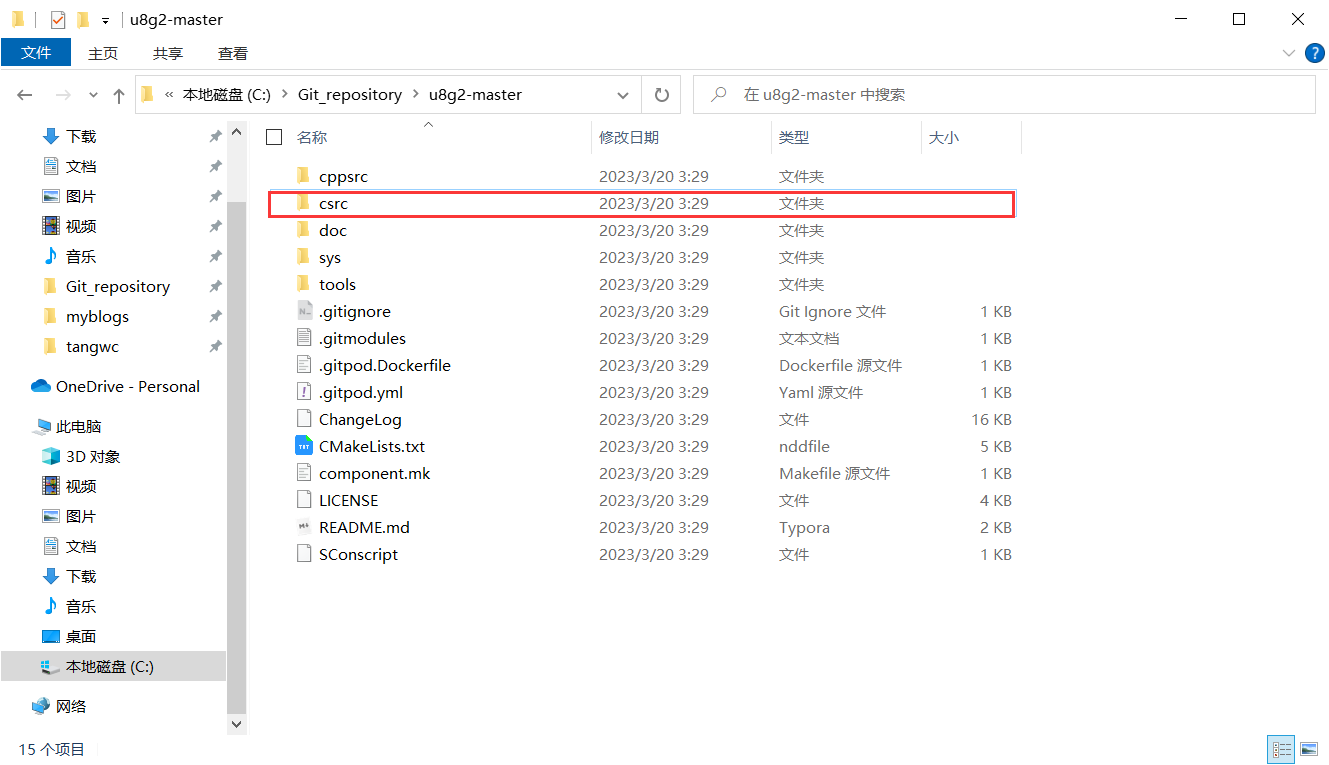 u8g2-master
文件 主页 共享 查看 ?
« 本地磁盘 (C:) › Git_repository › u8g2-master 在 u8g2-master 中搜索
下载
文档
图片
视频
音乐
Git_repository
myblogs
tangwc
OneDrive - Personal
此电脑
3D 对象
视频
图片
文档
下载
音乐
桌面
本地磁盘 (C:)
网络
名称 修改日期 类型 大小
cppsrc 2023/3/20 3:29 文件夹
csrc 2023/3/20 3:29 文件夹
doc 2023/3/20 3:29 文件夹
sys 2023/3/20 3:29 文件夹
tools 2023/3/20 3:29 文件夹
.gitignore 2023/3/20 3:29 Git Ignore 文件 1 KB
.gitmodules 2023/3/20 3:29 文本文档 1 KB
.gitpod.Dockerfile 2023/3/20 3:29 Dockerfile 源文件 1 KB
.gitpod.yml 2023/3/20 3:29 Yaml 源文件 1 KB
ChangeLog 2023/3/20 3:29 文件 16 KB
TXT CMakeLists.txt 2023/3/20 3:29 nddfile 5 KB
component.mk 2023/3/20 3:29 Makefile 源文件 1 KB
LICENSE 2023/3/20 3:29 文件 4 KB
README.md 2023/3/20 3:29 Typora 2 KB
SConscript 2023/3/20 3:29 文件 1 KB
15 个项目